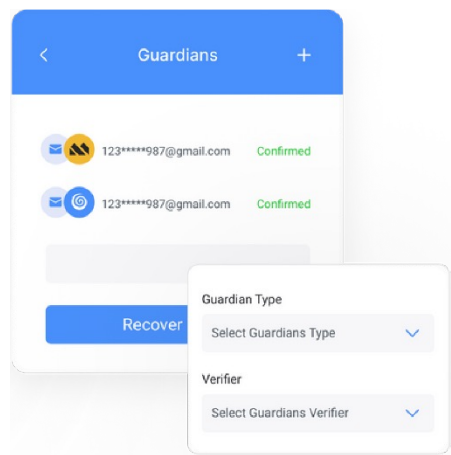 Guardians
123*****987@gmail.com Confirmed
123*****987@gmail.com Confirmed
Recover
Guardian Type
Select Guardians Type
Verifier
Select Guardians Verifier